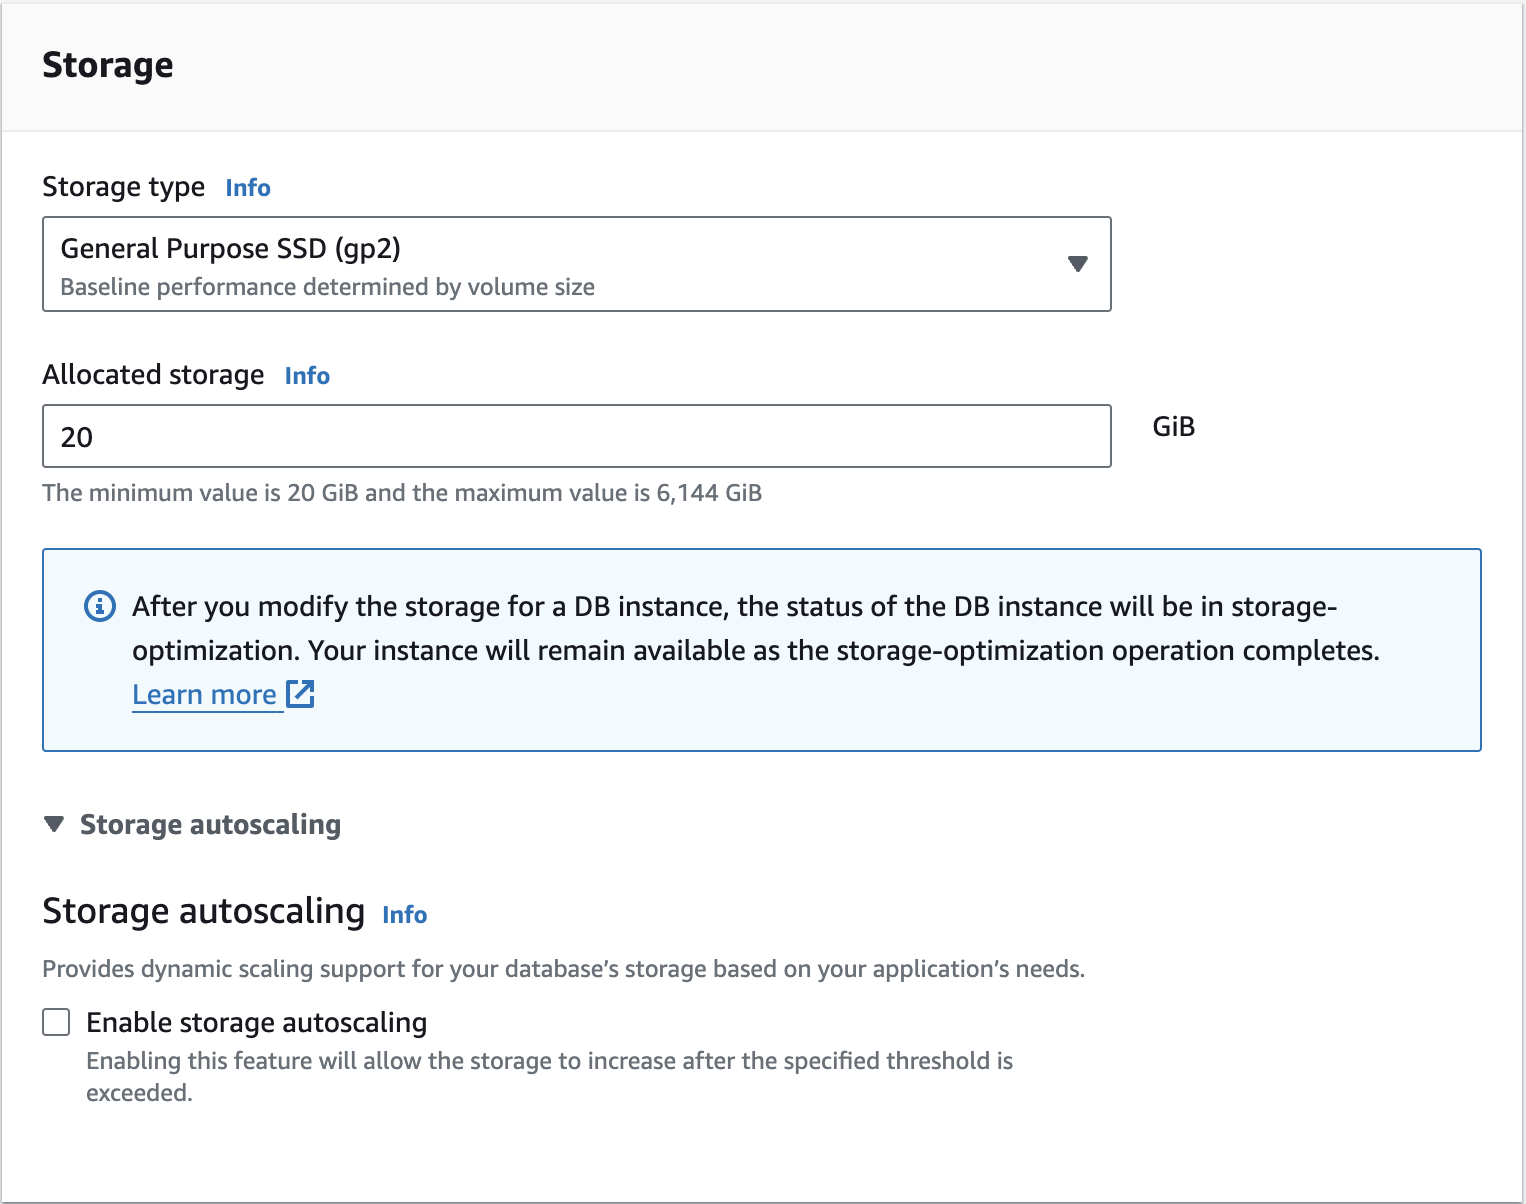 Storage
Storage type Info
General Purpose SSD (gp2)
Baseline performance determined by volume size
Allocated storage Info
20
GiB
The minimum value is 20 GiB and the maximum value is 6,144 GiB
After you modify the storage for a DB instance, the status of the DB instance will be in storage-
optimization. Your instance will remain available as the storage-optimization operation completes.
Learn more
Storage autoscaling
Storage autoscaling Info
Provides dynamic scaling support for your database’s storage based on your application’s needs.
Enable storage autoscaling
Enabling this feature will allow the storage to increase after the specified threshold is
exceeded.